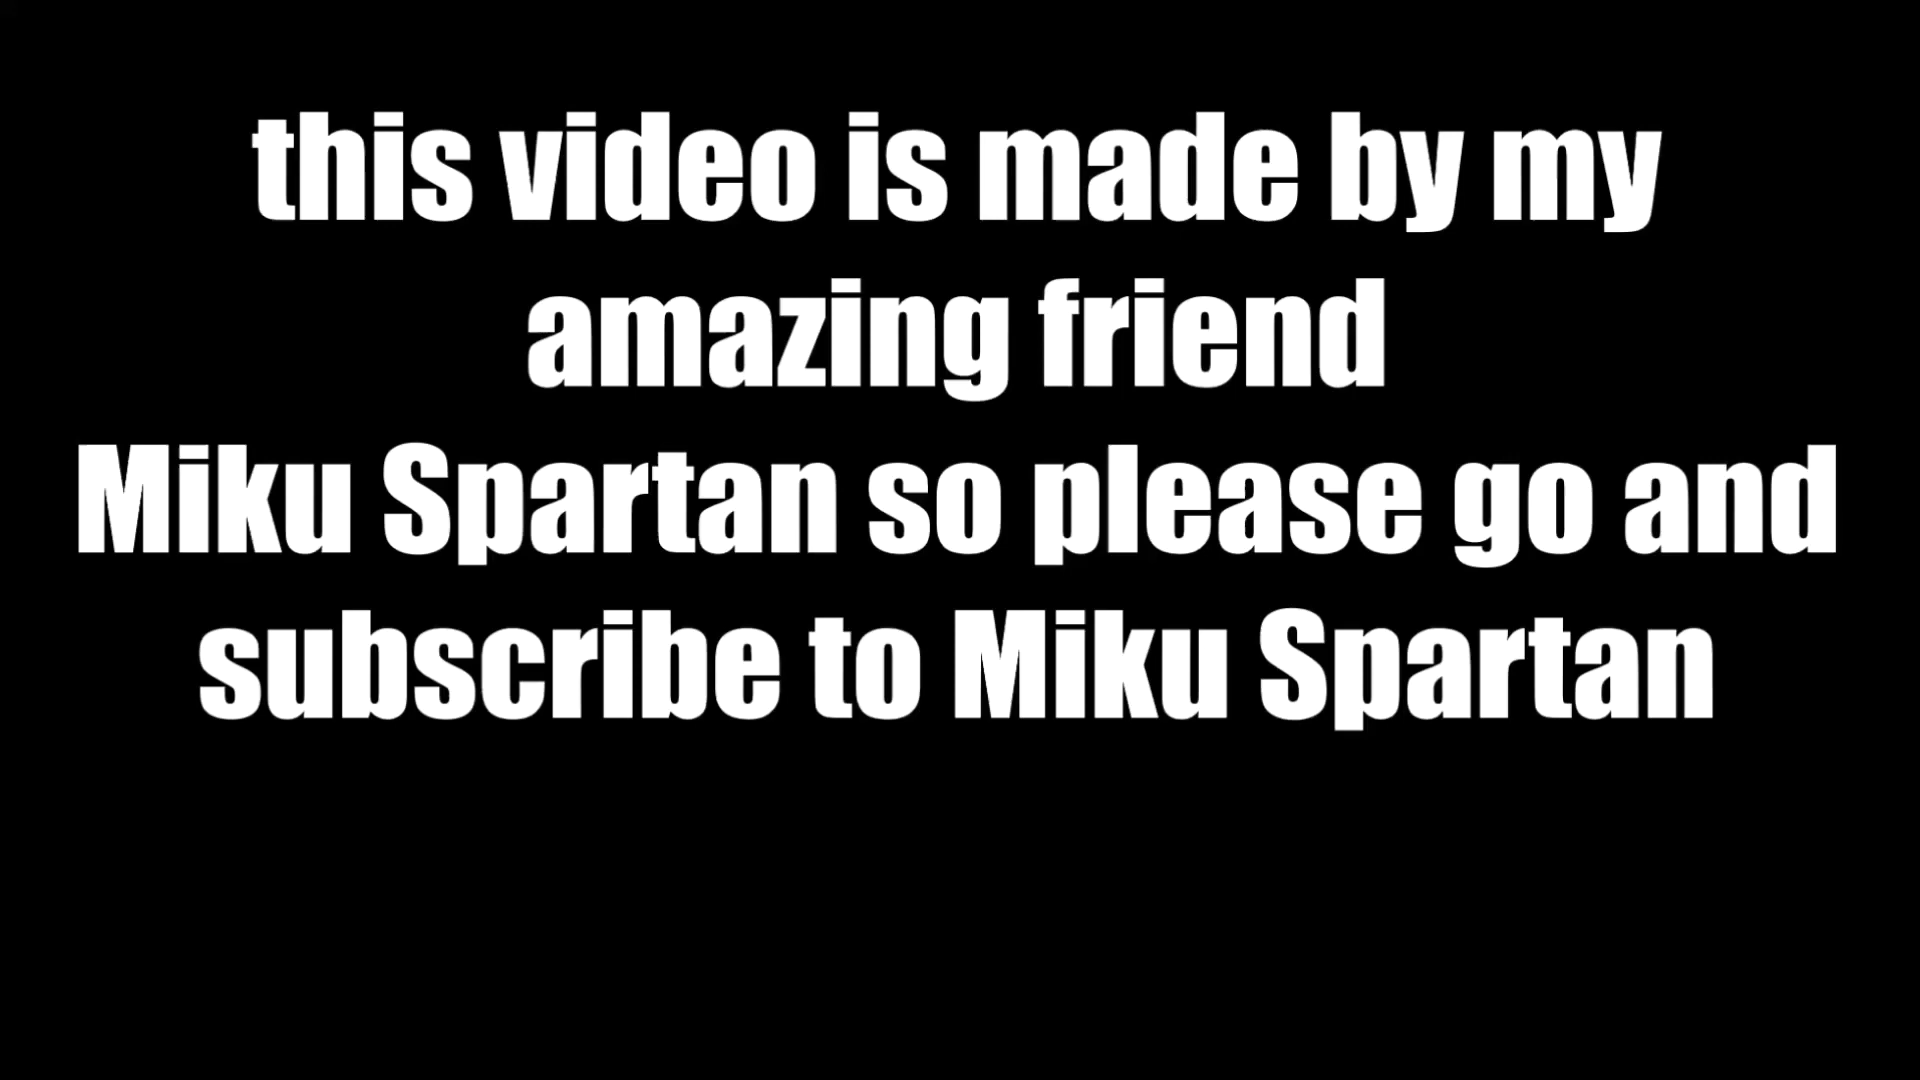 this video is made by my
amazing friend
Miku Spartan so please go and
subscribe to Miku Spartan